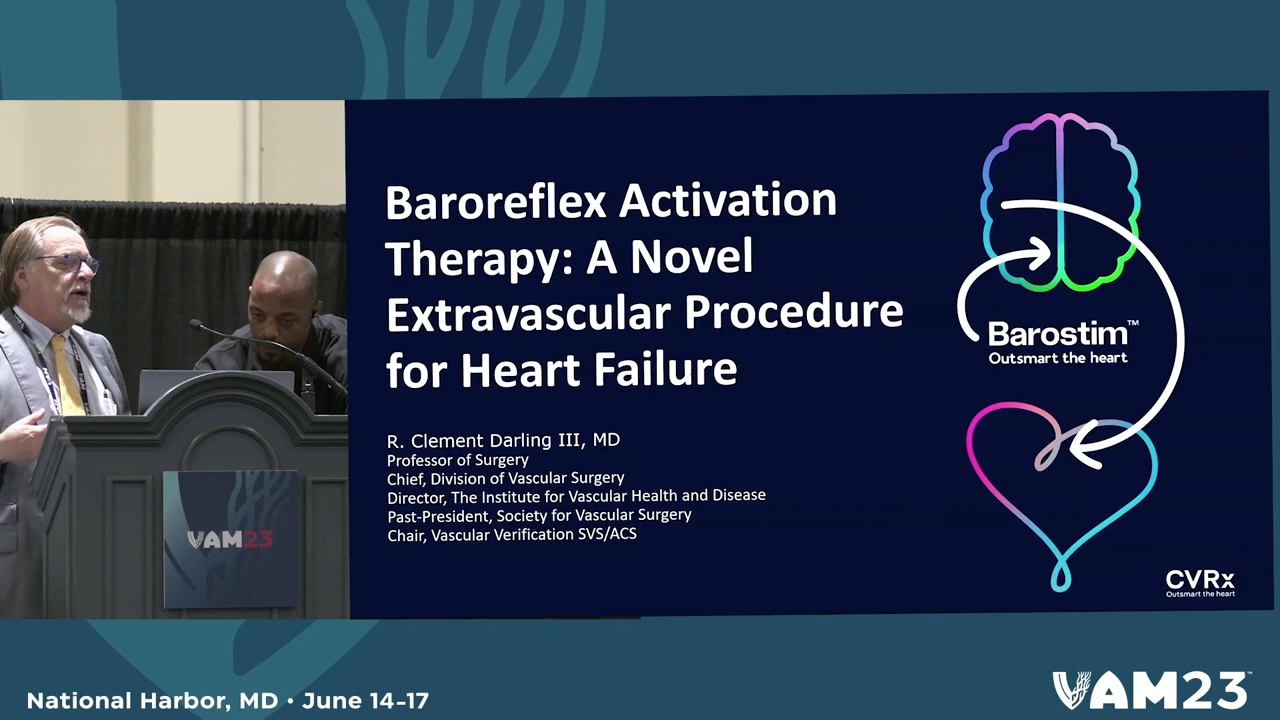 Baroreflex Activation
Therapy: A Novel
Extravascular Procedure
for Heart Failure
R. Clement Darling III, MD
Professor of Surgery
Chief, Division of Vascular Surgery
Director, The Institute for Vascular Health and Disease
Past-President, Society for Vascular Surgery
Chair, Vascular Verification SVS/ACS
Barostim™
Outsmart the heart
CVRx
Outsmart the heart
VAM23
National Harbor, MD • June 14-17
VAM23™